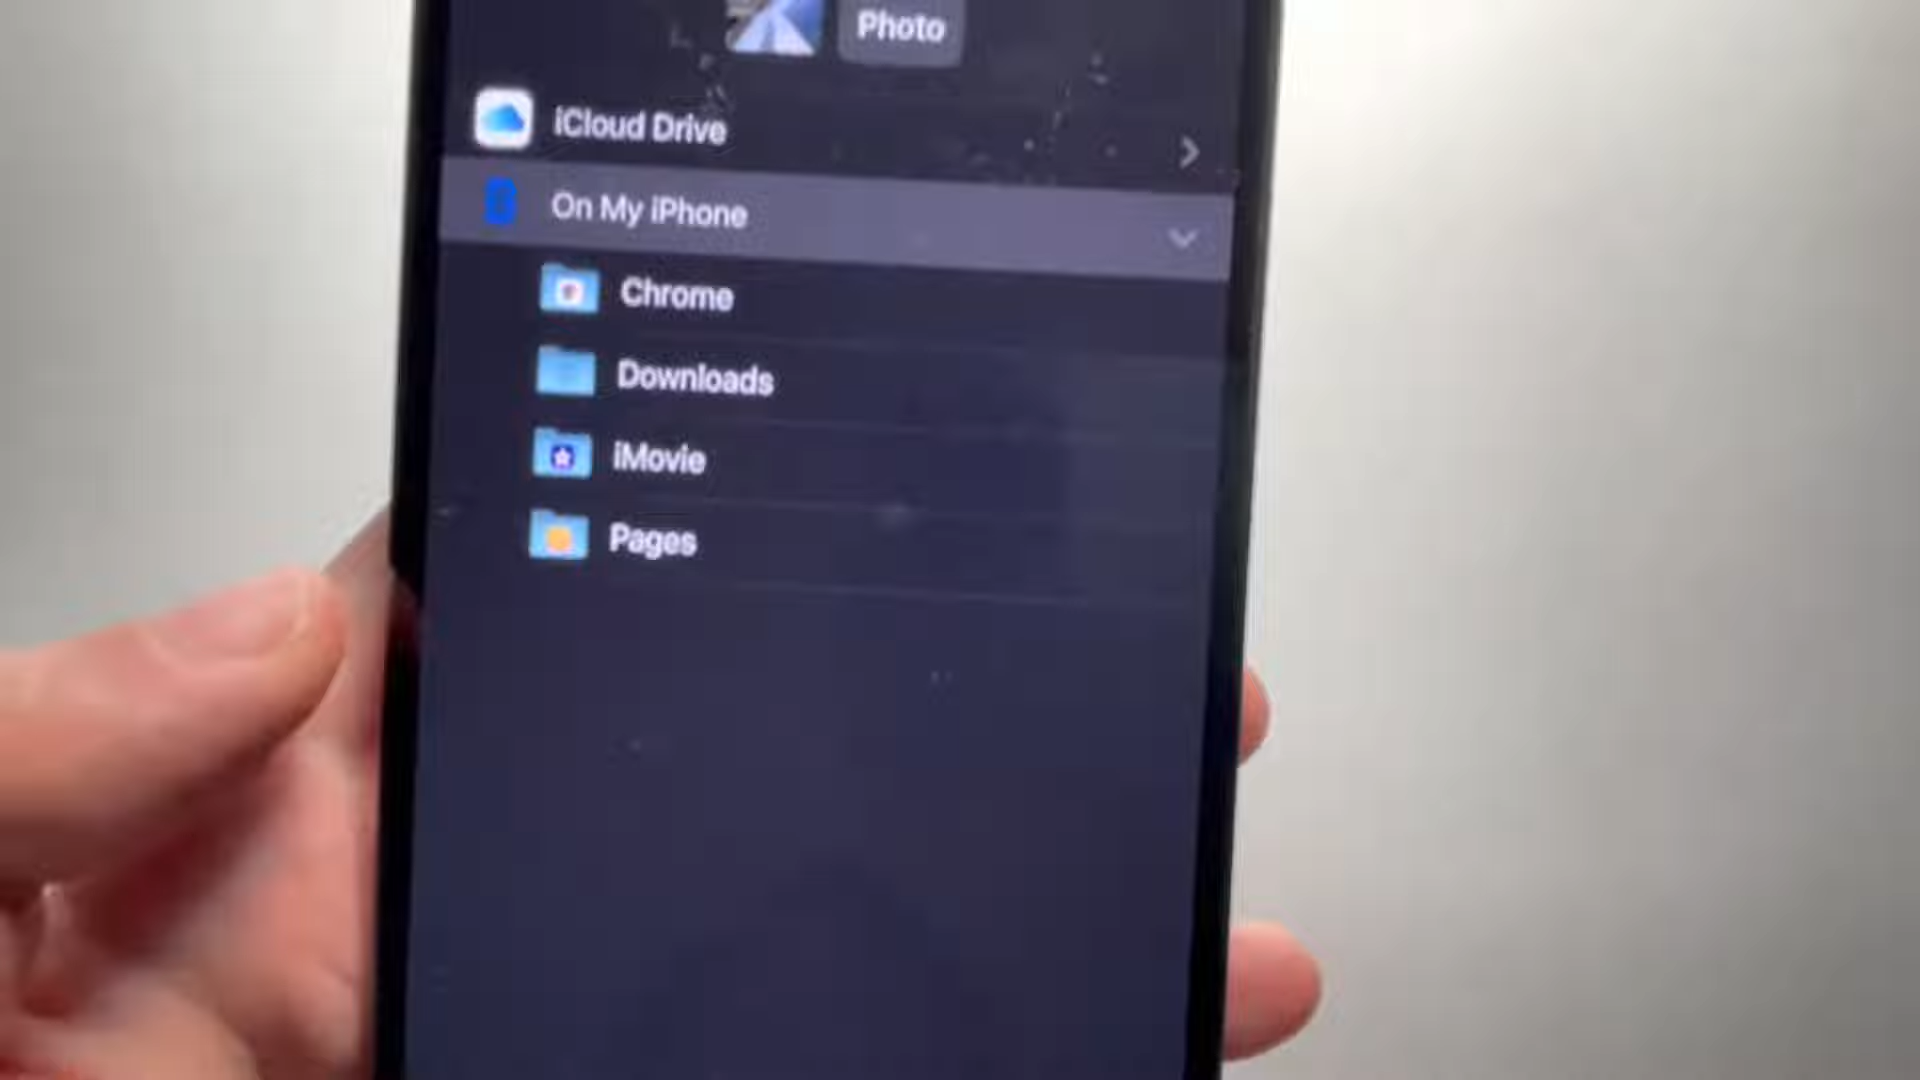 Photo
iCloud Drive
On My iPhone
Chrome
Downloads
iMovie
Pages